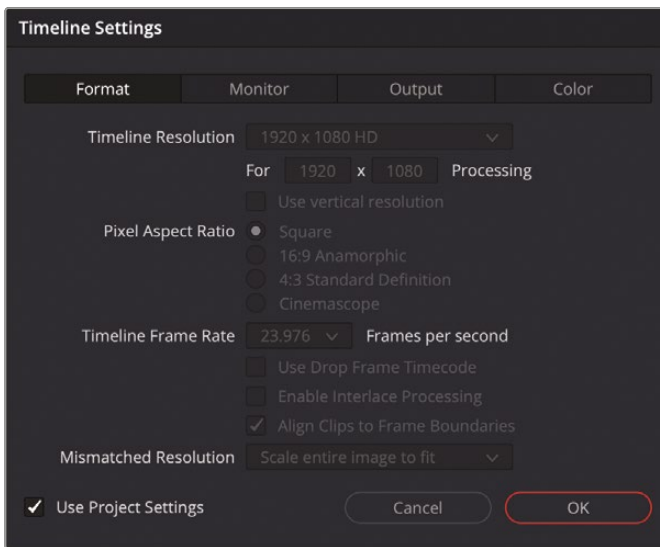 Timeline Settings
Format Monitor Output Color
Timeline Resolution 1920 x 1080 HD
For 1920 x 1080 Processing
Use vertical resolution
Pixel Aspect Ratio Square
16:9 Anamorphic
4:3 Standard Definition
Cinemascope
Timeline Frame Rate 23.976 Frames per second
Use Drop Frame Timecode
Enable Interlace Processing
Align Clips to Frame Boundaries
Mismatched Resolution Scale entire image to fit
Use Project Settings Cancel OK